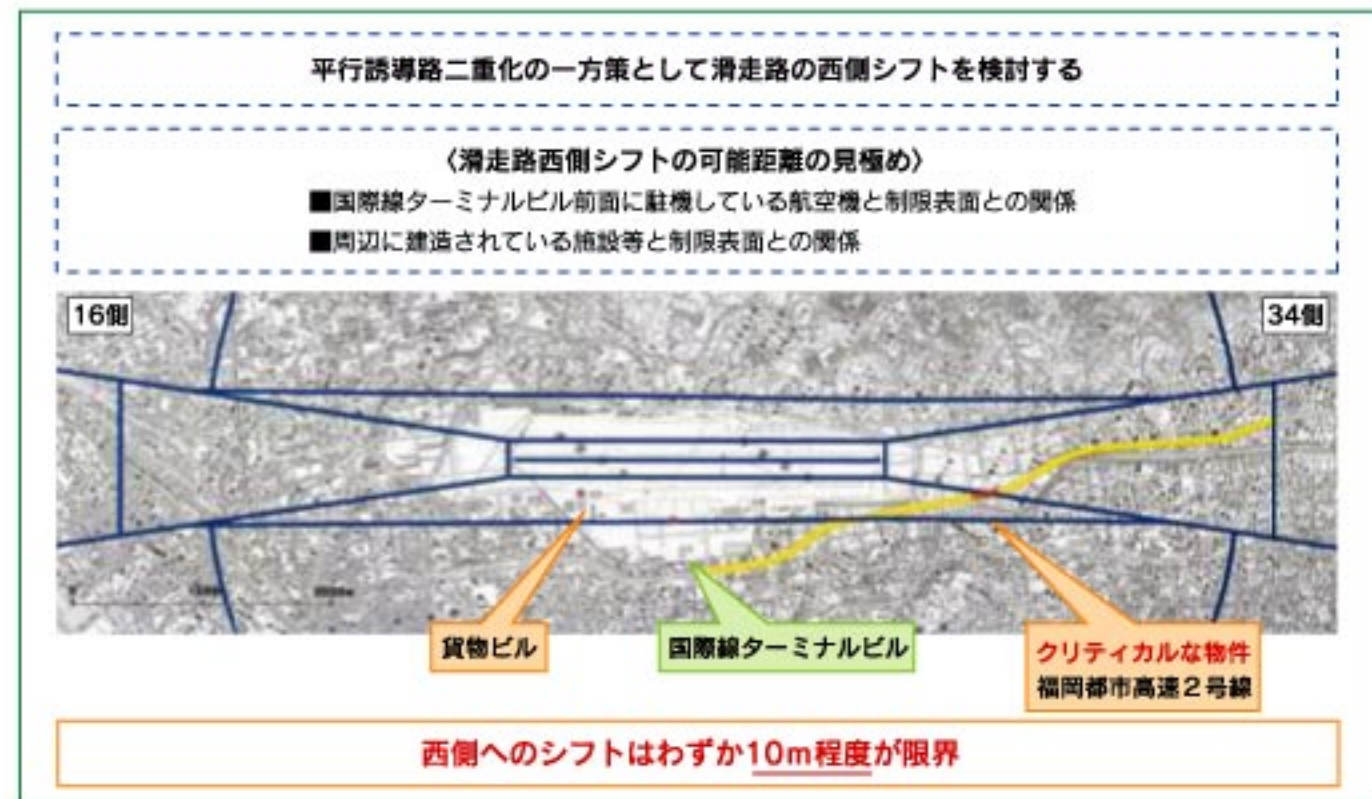 平行誘導路二重化の一方策として滑走路の西側シフトを検討する
〈滑走路西側シフトの可能距離の見極め〉
■国際線ターミナルビル前面に駐機している航空機と制限表面との関係
■周辺に建造されている施設等と制限表面との関係
16側
34側
貨物ビル
国際線ターミナルビル
クリティカルな物件
福岡都市高速２号線
西側へのシフトはわずか10m程度が限界